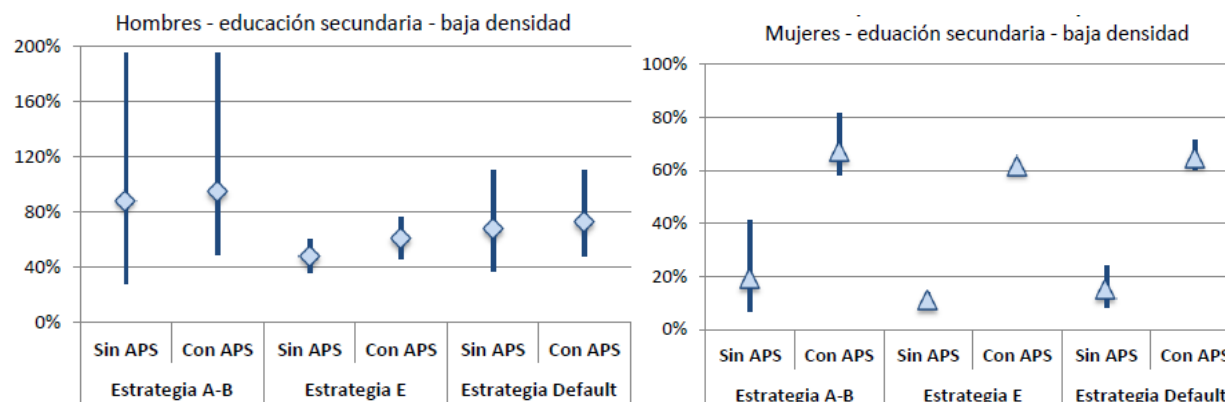 Hombres - educación secundaria - baja densidad
200%
160%
120%
80%
40%
0%
Sin APS Con APS Sin APS Con APS Sin APS Con APS
Estrategia A-B Estrategia E Estrategia Default
Mujeres - eduación secundaria - baja densidad
100%
80%
60%
40%
20%
0%
Sin APS Con APS Sin APS Con APS Sin APS Con APS
Estrategia A-B Estrategia E Estrategia Default